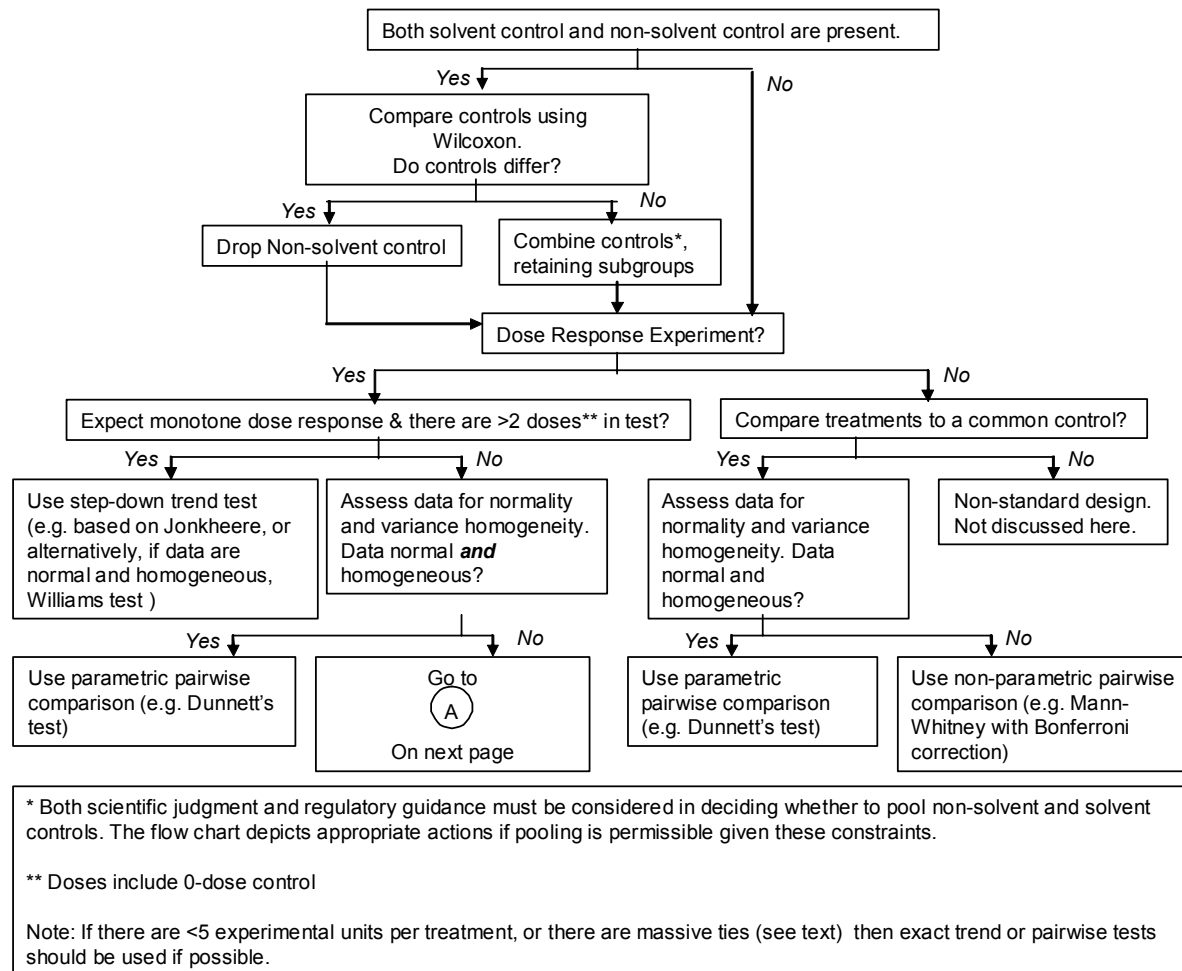 Both solvent control and non-solvent control are present.
Yes
No
Compare controls using
Wilcoxon.
Do controls differ?
Yes
No
Drop Non-solvent control
Combine controls*,
retaining subgroups
Dose Response Experiment?
Yes
No
Expect monotone dose response & there are >2 doses** in test?
Compare treatments to a common control?
Yes
No
Yes
No
Use step-down trend test
(e.g. based on Jonkheere, or
alternatively, if data are
normal and homogeneous,
Williams test )
Assess data for normality
and variance homogeneity.
Data normal and
homogeneous?
Assess data for
normality and variance
homogeneity. Data
normal and
homogeneous?
Non-standard design.
Not discussed here.
Yes
No
Yes
No
Use parametric pairwise
comparison (e.g. Dunnett’s
test)
Go to
A
On next page
Use parametric
pairwise comparison
(e.g. Dunnett’s test)
Use non-parametric pairwise
comparison (e.g. Mann-
Whitney with Bonferroni
correction)
* Both scientific judgment and regulatory guidance must be considered in deciding whether to pool non-solvent and solvent
controls. The flow chart depicts appropriate actions if pooling is permissible given these constraints.
** Doses include 0-dose control
Note: If there are <5 experimental units per treatment, or there are massive ties (see text) then exact trend or pairwise tests
should be used if possible.